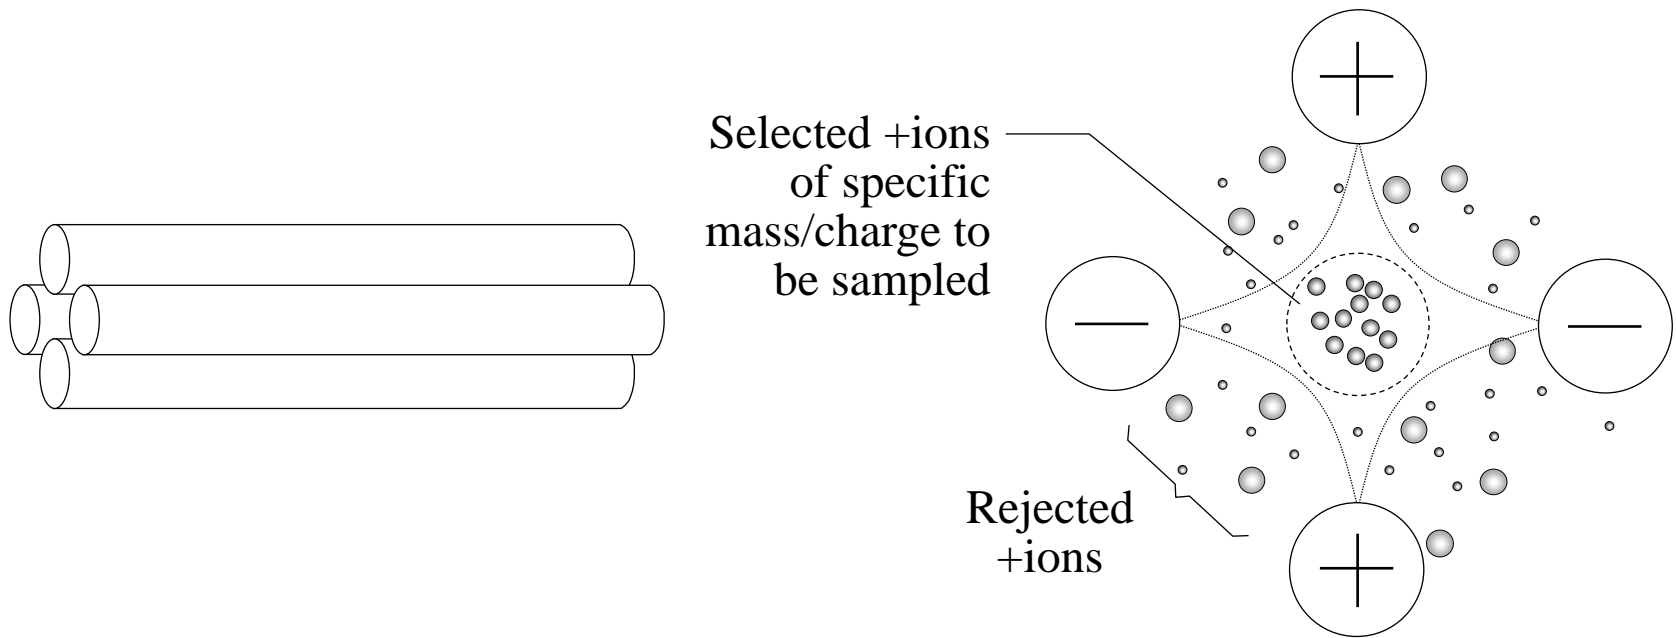 Selected +ions
of specific
mass/charge to
be sampled
Rejected
+ions